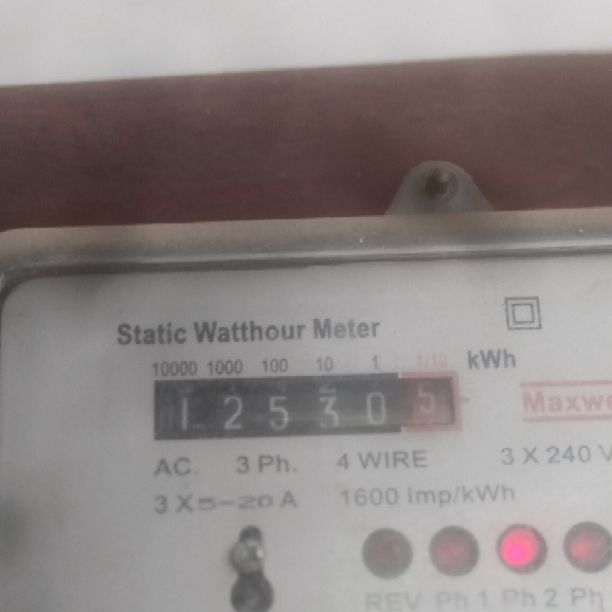 Static Watthour Meter
10000 1000 100 10 1 1/10 kWh
1 2 5 3 0 5
Maxwe
AC. 3 Ph. 4 WIRE 3 X 240 V
3 X 5-20 A 1600 Imp/kWh
REV Ph 1 Ph 2 Ph